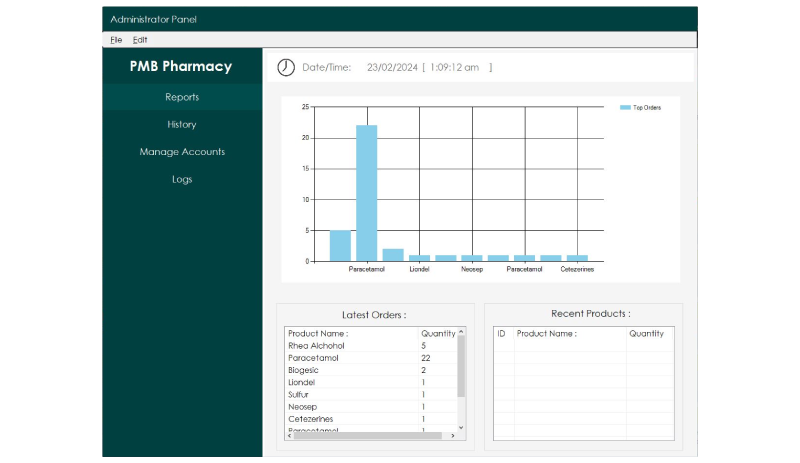 Administrator Panel
File Edit
PMB Pharmacy
Reports
History
Manage Accounts
Logs
Date/Time: 23/02/2024 [ 1:09:12 am ]
25
20
15
10
5
0
Paracetamol Liondel Neosep Paracetamol Cetezerines
Top Orders
Latest Orders :
Product Name : Quantity
Rhea Alchohol 5
Paracetamol 22
Biogesic 2
Liondel 1
Sulfur 1
Neosep 1
Cetezerines 1
Paracetamol 1
Recent Products :
ID Product Name : Quantity